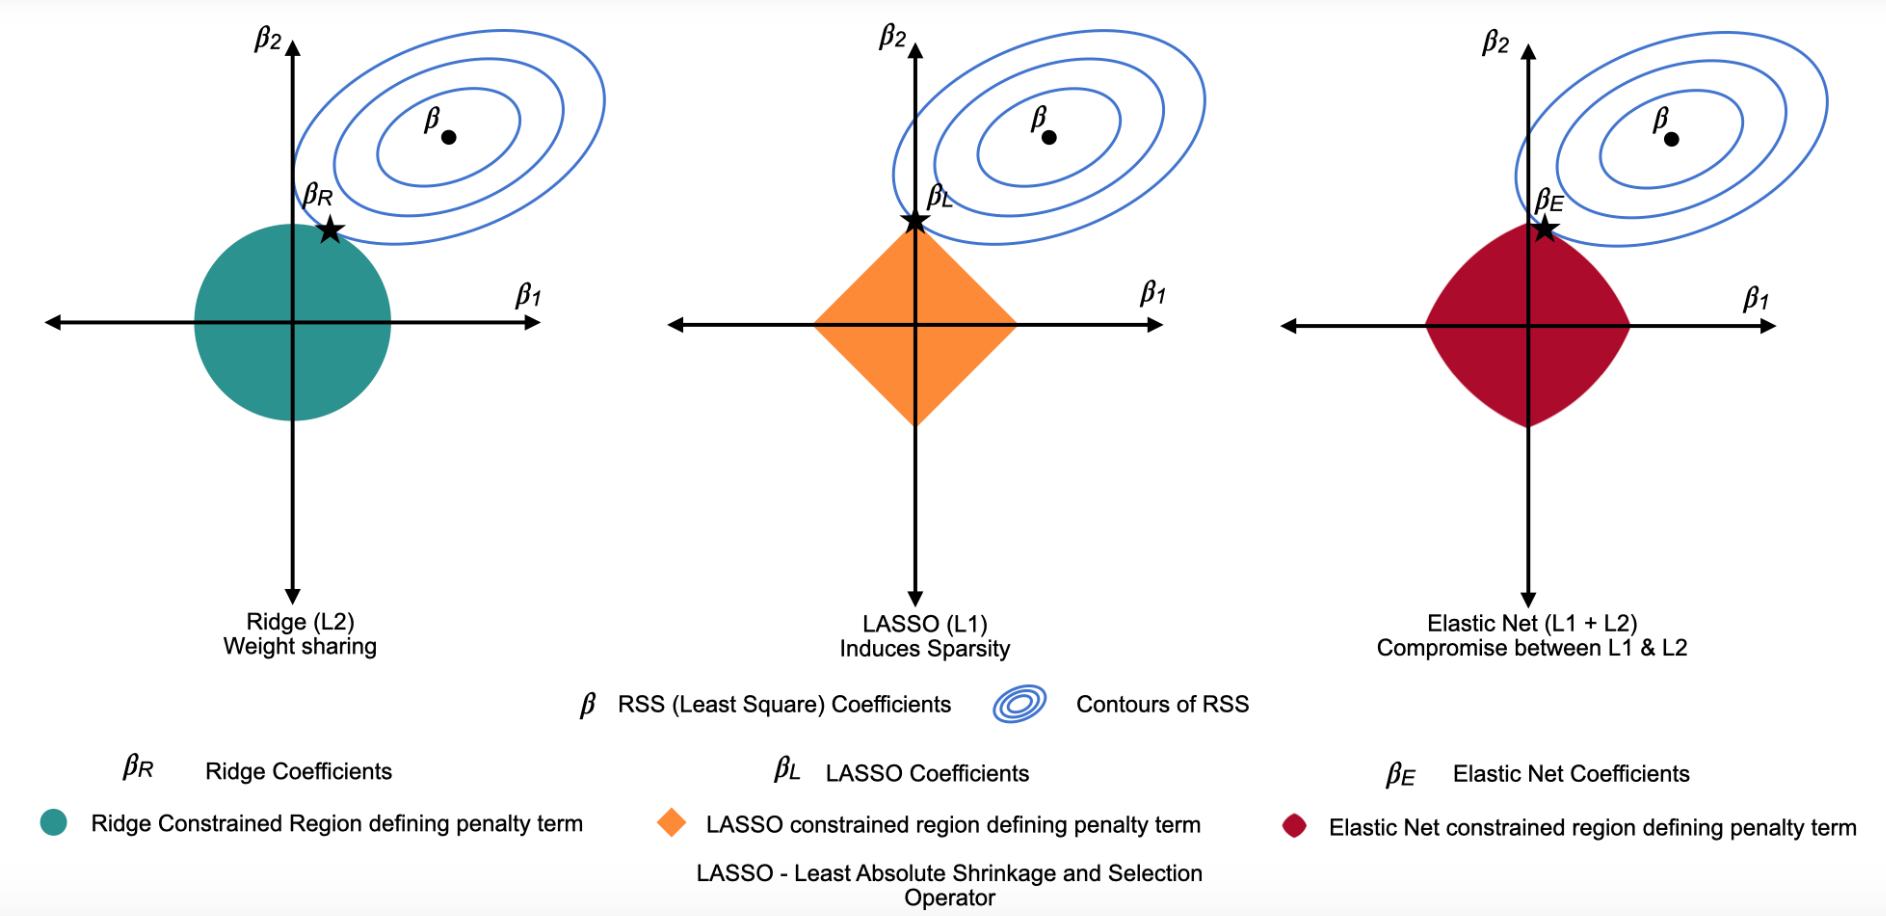 β2
β
βR
β1
Ridge (L2)
Weight sharing
β2
β
βL
β1
LASSO (L1)
Induces Sparsity
β2
β
βE
β1
Elastic Net (L1 + L2)
Compromise between L1 & L2
β RSS (Least Square) Coefficients Contours of RSS
βR Ridge Coefficients
βL LASSO Coefficients
βE Elastic Net Coefficients
Ridge Constrained Region defining penalty term
LASSO constrained region defining penalty term
Elastic Net constrained region defining penalty term
LASSO - Least Absolute Shrinkage and Selection
Operator